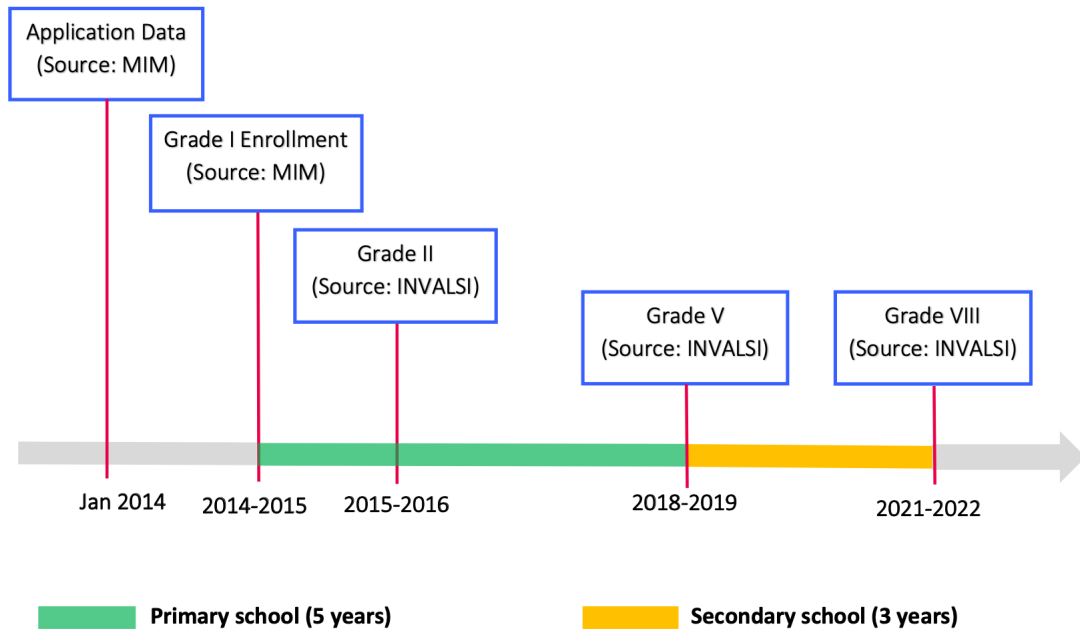 Application Data
(Source: MIM)
Grade I Enrollment
(Source: MIM)
Grade II
(Source: INVALSI)
Grade V
(Source: INVALSI)
Grade VIII
(Source: INVALSI)
Jan 2014
2014-2015
2015-2016
2018-2019
2021-2022
Primary school (5 years)
Secondary school (3 years)